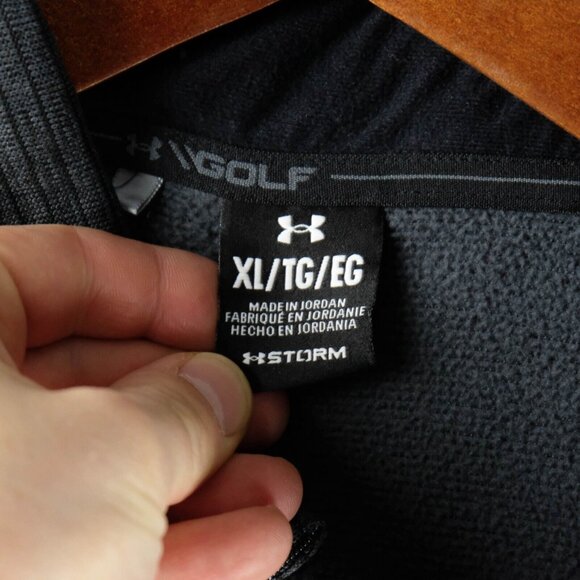 \\GOLF
XL/TG/EG
MADE IN JORDAN
FABRIQUÉ EN JORDANIE
HECHO EN JORDANIA
STORM